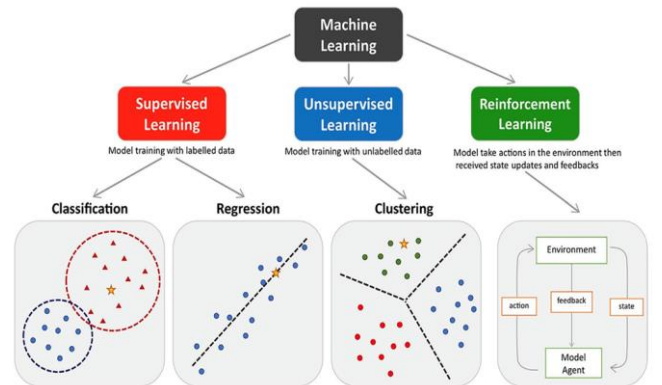 Machine
Learning
Supervised
Learning
Unsupervised
Learning
Reinforcement
Learning
Model training with labelled data
Model training with unlabelled data
Model take actions in the environment then
received state updates and feedbacks
Classification
Regression
Clustering
Environment
action
feedback
state
Model
Agent